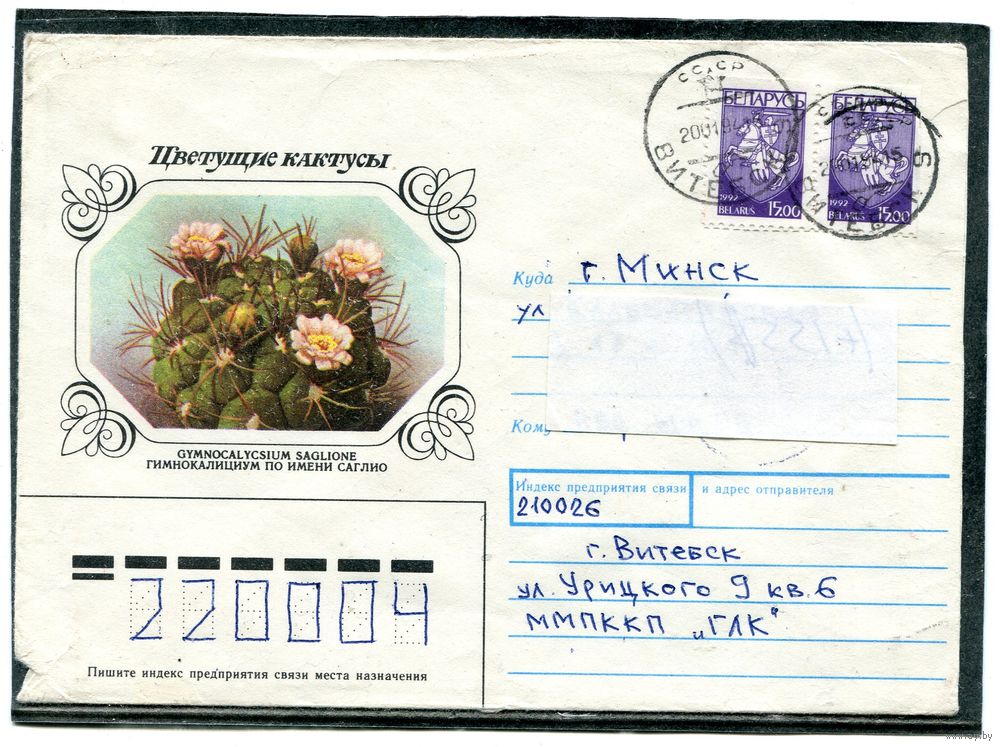 Цветущие кактусы
GYMNOCALYCSIUM SAGLIONE
ГИМНОКАЛИЦИУМ ПО ИМЕНИ САГЛИО
СССР
ВИТЕБСК
БЕЛАРУСЬ
1992
BELARUS 15.00
БЕЛАРУСЬ
1992
BELARUS 15.00
Куда г. Минск
ул
Кому
Индекс предприятия связи и адрес отправителя
210026
г. Витебск
ул. Урицкого 9 кв. 6
ММПККП „ГЛК"
220004
Пишите индекс предприятия связи места назначения